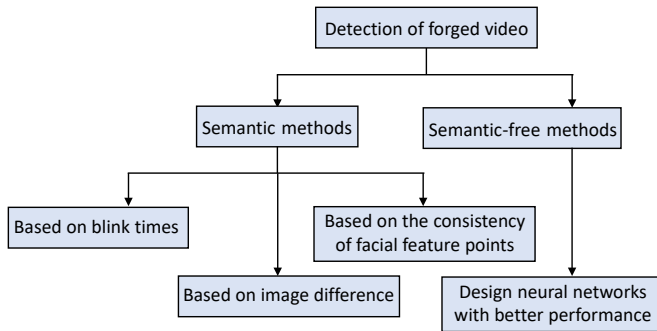 Detection of forged video
Semantic methods
Semantic-free methods
Based on blink times
Based on the consistency
of facial feature points
Based on image difference
Design neural networks
with better performance